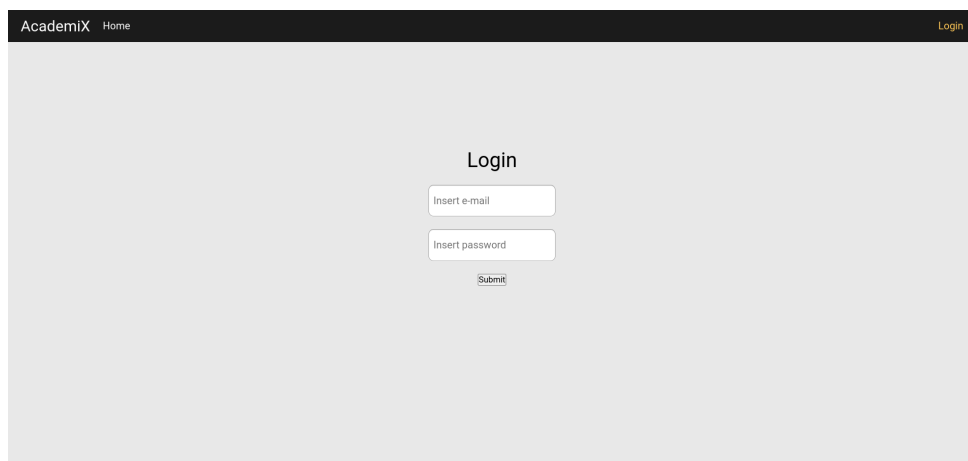 AcademiX Home Login
Login
Insert e-mail
Insert password
Submit